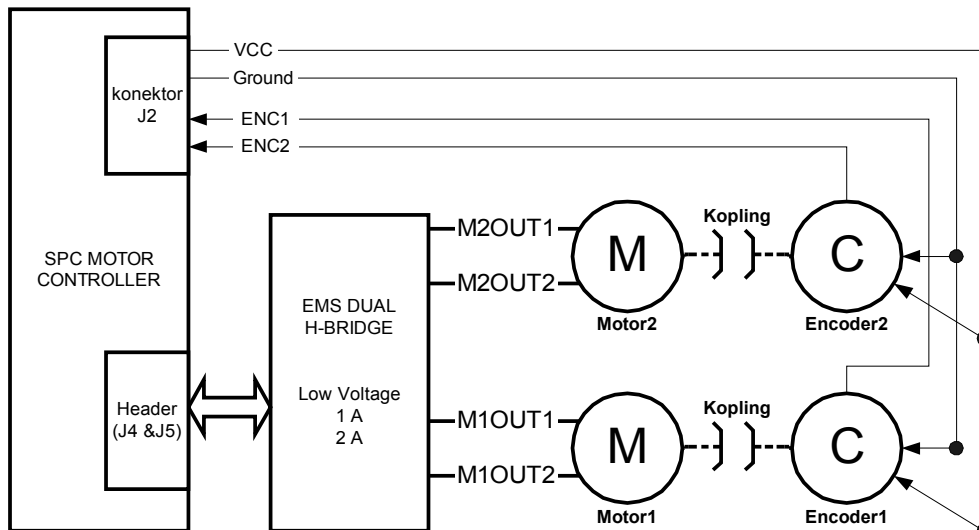 VCC
Ground
konektor
J2
ENC1
ENC2
SPC MOTOR
CONTROLLER
Header
(J4 &J5)
EMS DUAL
H-BRIDGE
Low Voltage
1 A
2 A
M2OUT1
M2OUT2
M
Motor2
Kopling
C
Encoder2
M1OUT1
M1OUT2
M
Motor1
Kopling
C
Encoder1